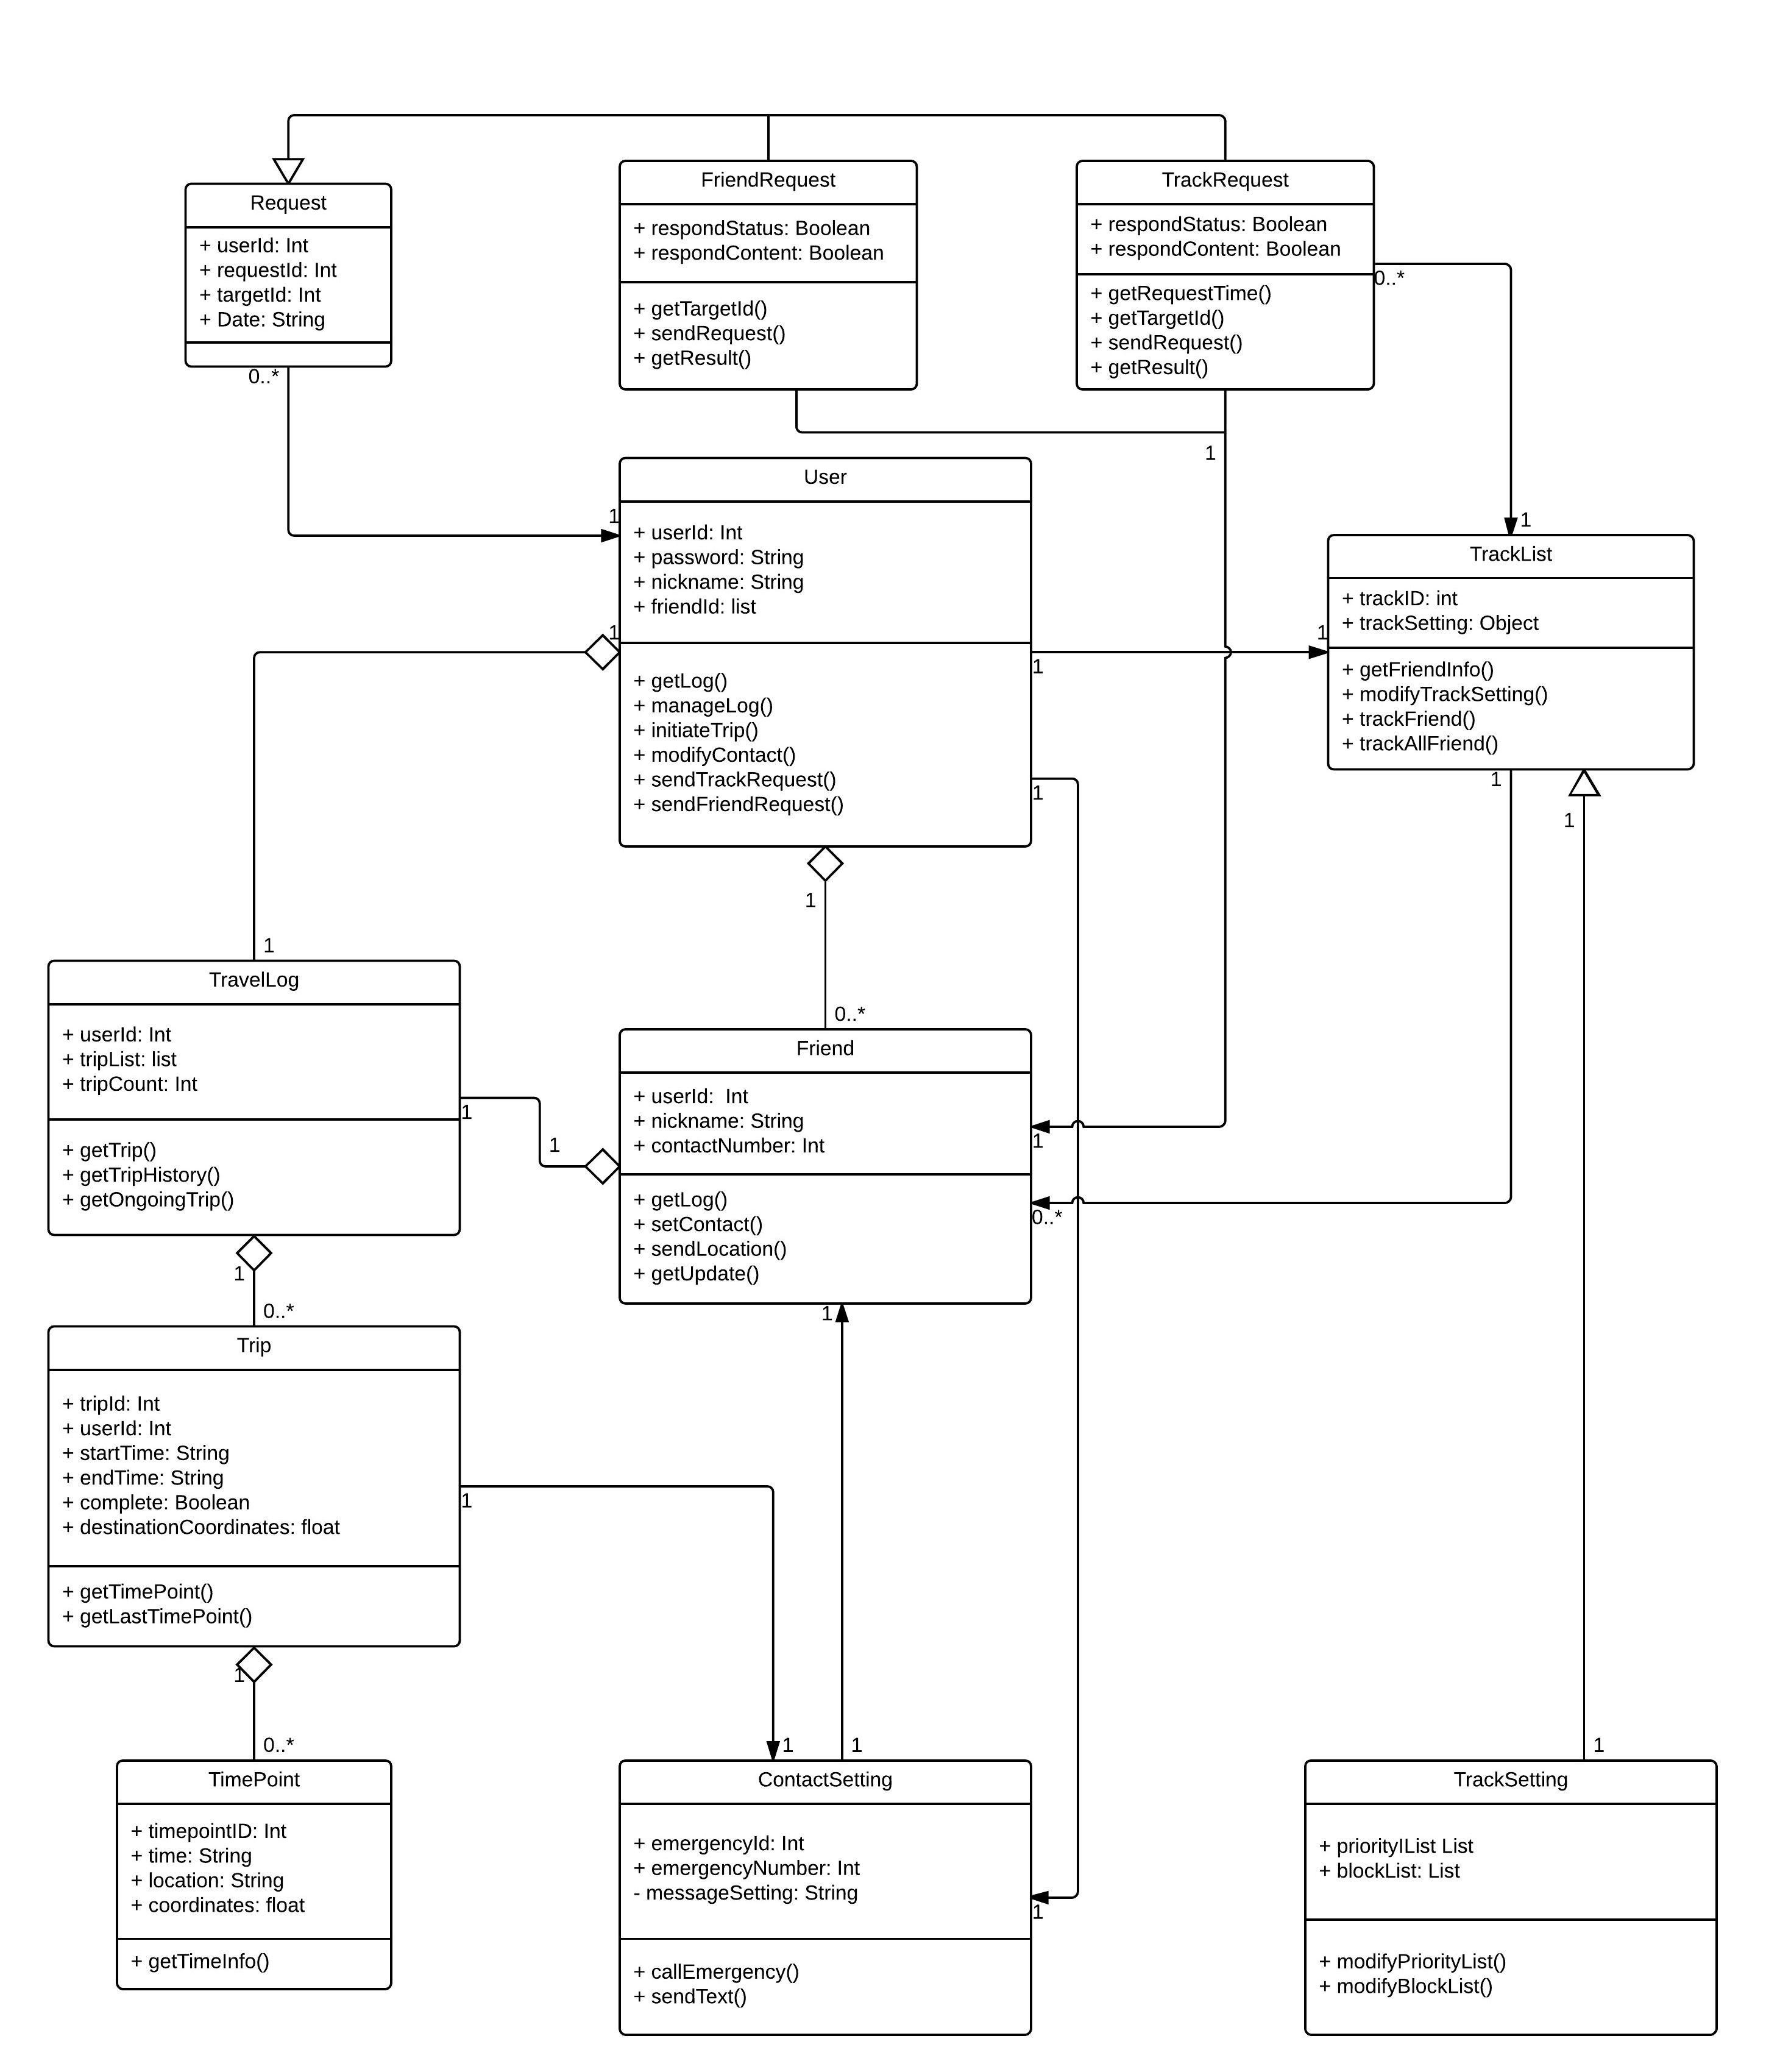 Request
+ userId: Int
+ requestId: Int
+ targetId: Int
+ Date: String
0..*
FriendRequest
+ respondStatus: Boolean
+ respondContent: Boolean
+ getTargetId()
+ sendRequest()
+ getResult()
TrackRequest
+ respondStatus: Boolean
+ respondContent: Boolean
+ getRequestTime()
+ getTargetId()
+ sendRequest()
+ getResult()
0..*
1
1
User
+ userId: Int
+ password: String
+ nickname: String
+ friendId: list
+ getLog()
+ manageLog()
+ initiateTrip()
+ modifyContact()
+ sendTrackRequest()
+ sendFriendRequest()
1
1
1
1
1
1
TrackList
+ trackID: int
+ trackSetting: Object
+ getFriendInfo()
+ modifyTrackSetting()
+ trackFriend()
+ trackAllFriend()
1
1
1
TravelLog
+ userId: Int
+ tripList: list
+ tripCount: Int
+ getTrip()
+ getTripHistory()
+ getOngoingTrip()
1
1
1
0..*
0..*
Friend
+ userId:  Int
+ nickname: String
+ contactNumber: Int
+ getLog()
+ setContact()
+ sendLocation()
+ getUpdate()
1
0..*
1
Trip
+ tripId: Int
+ userId: Int
+ startTime: String
+ endTime: String
+ complete: Boolean
+ destinationCoordinates: float
+ getTimePoint()
+ getLastTimePoint()
1
1
0..*
TimePoint
+ timepointID: Int
+ time: String
+ location: String
+ coordinates: float
+ getTimeInfo()
1
1
ContactSetting
+ emergencyId: Int
+ emergencyNumber: Int
- messageSetting: String
+ callEmergency()
+ sendText()
1
1
TrackSetting
+ priorityIList List
+ blockList: List
+ modifyPriorityList()
+ modifyBlockList()